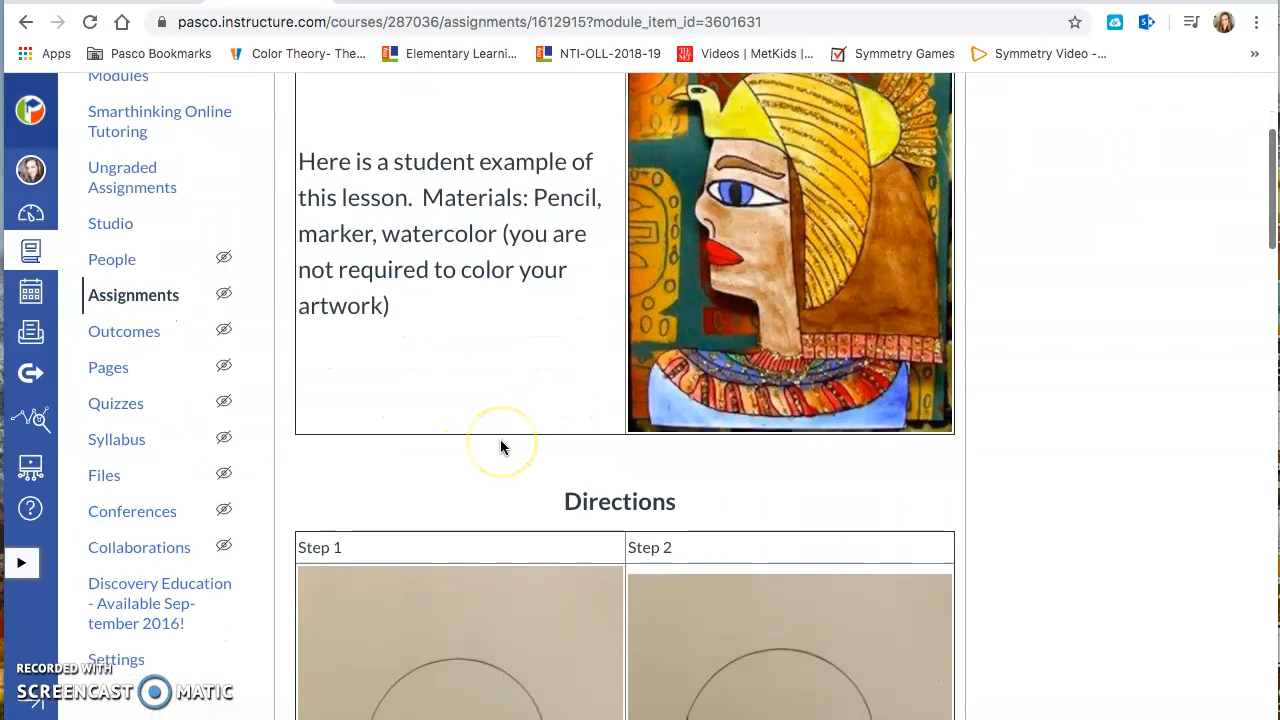 pasco.instructure.com/courses/287036/assignments/1612915?module_item_id=3601631
Apps
Pasco Bookmarks
Color Theory- The...
Elementary Learni...
NTI-OLL-2018-19
Videos | MetKids |...
Symmetry Games
Symmetry Video -...
»
Modules
Smarthinking Online
Tutoring
Ungraded
Assignments
Studio
People
Assignments
Outcomes
Pages
Quizzes
Syllabus
Files
Conferences
Collaborations
Discovery Education
- Available Sep-
tember 2016!
Settings
Here is a student example of
this lesson.  Materials: Pencil,
marker, watercolor (you are
not required to color your
artwork)
Directions
Step 1
Step 2
RECORDED WITH
SCREENCAST MATIC